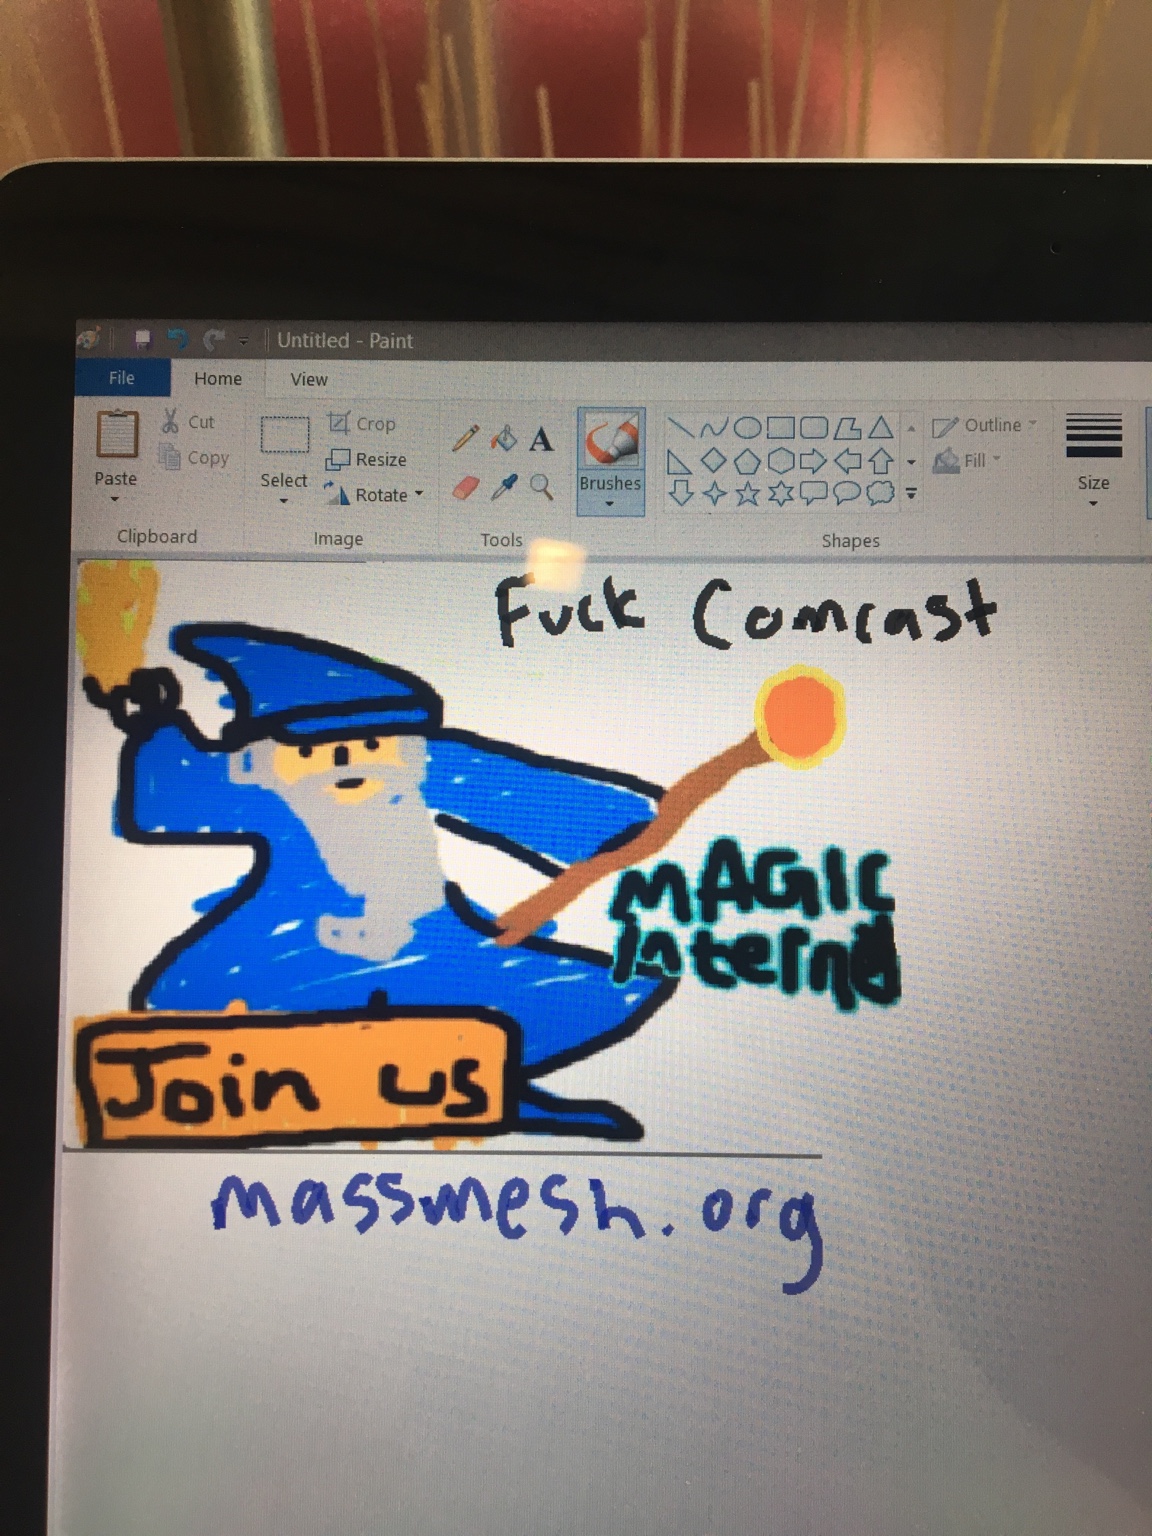 Untitled - Paint
File Home View
Paste
Cut
Copy
Clipboard
Select
Crop
Resize
Rotate
Image
A
Tools
Brushes
Shapes
Outline
Fill
Size
Fuck Comcast
MAGIC
Join us
massmesh.org